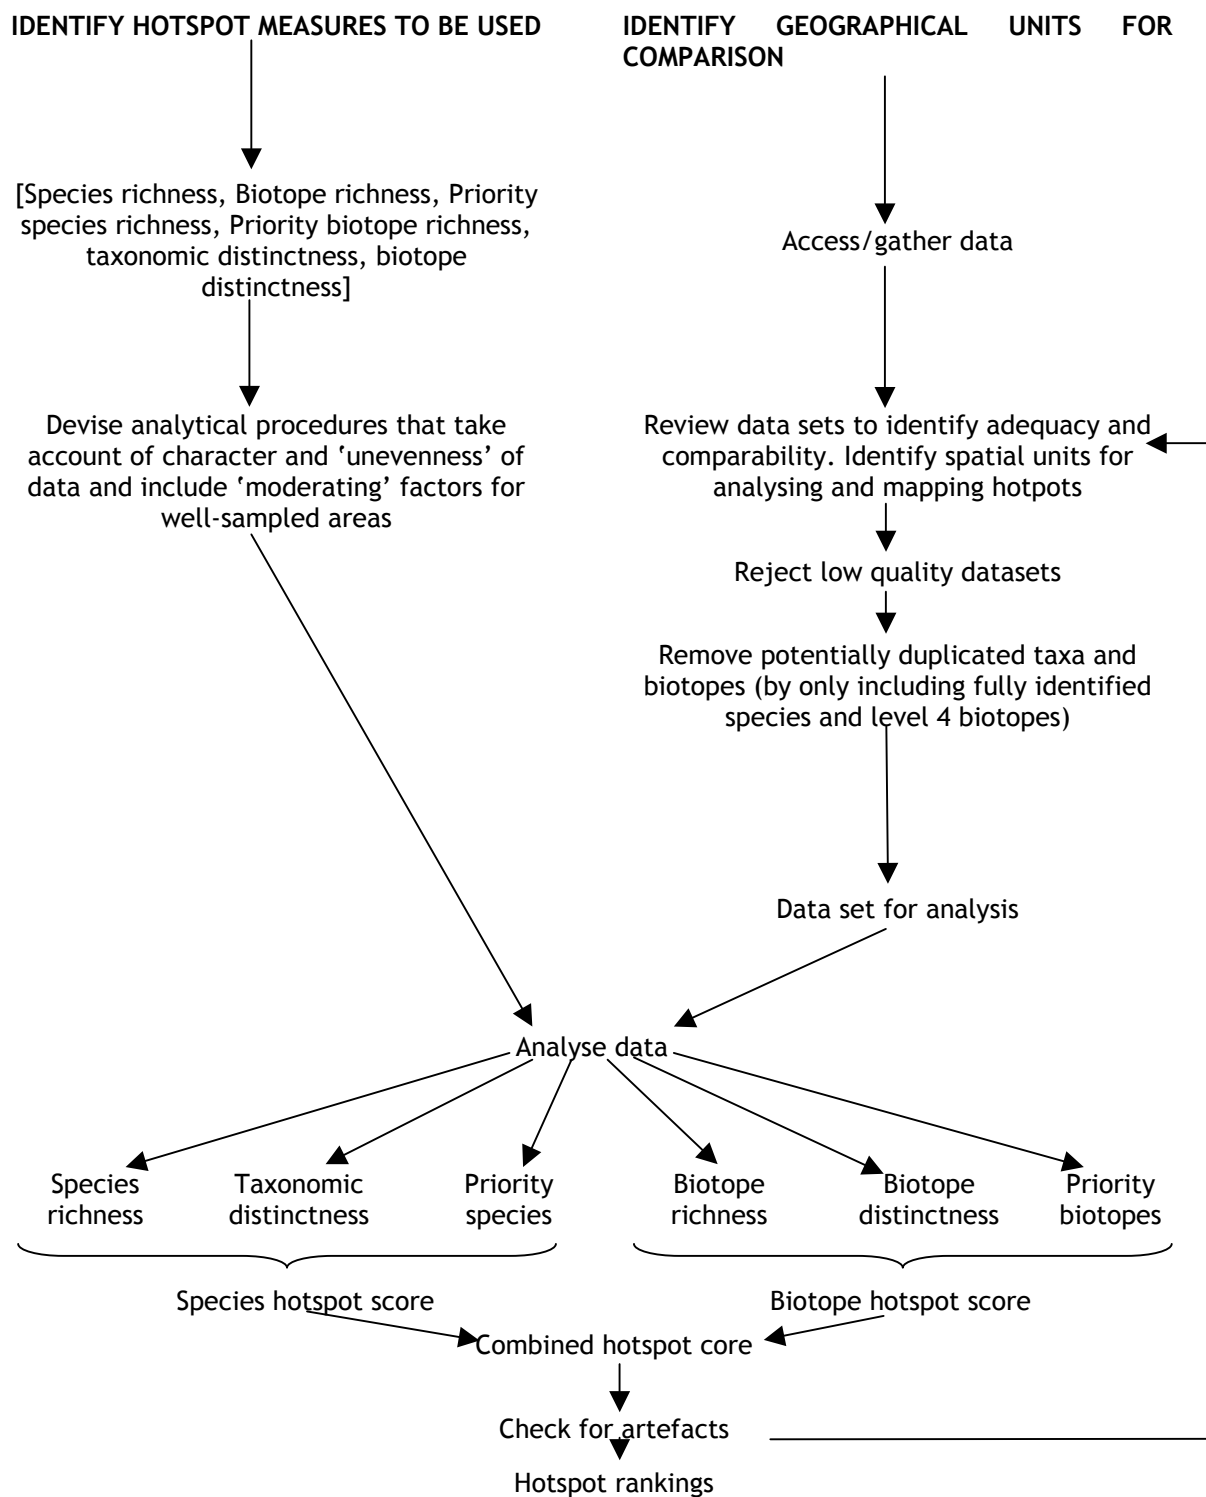 IDENTIFY HOTSPOT MEASURES TO BE USED
IDENTIFY GEOGRAPHICAL UNITS FOR
COMPARISON
[Species richness, Biotope richness, Priority
species richness, Priority biotope richness,
taxonomic distinctness, biotope
distinctness]
Access/gather data
Devise analytical procedures that take
account of character and ‘unevenness’ of
data and include ‘moderating’ factors for
well-sampled areas
Review data sets to identify adequacy and
comparability. Identify spatial units for
analysing and mapping hotpots
Reject low quality datasets
Remove potentially duplicated taxa and
biotopes (by only including fully identified
species and level 4 biotopes)
Data set for analysis
Analyse data
Species
richness
Taxonomic
distinctness
Priority
species
Biotope
richness
Biotope
distinctness
Priority
biotopes
Species hotspot score
Biotope hotspot score
Combined hotspot core
Check for artefacts
Hotspot rankings